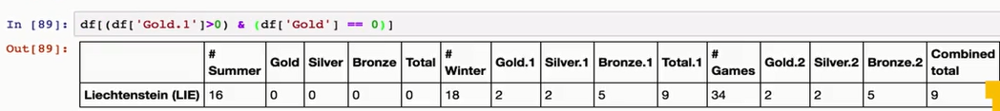 In [89]: df[(df['Gold.1']>0) & (df['Gold'] == 0)]
Out[89]:
# Summer Gold Silver Bronze Total # Winter Gold.1 Silver.1 Bronze.1 Total.1 # Games Gold.2 Silver.2 Bronze.2 Combined total
Liechtenstein (LIE) 16 0 0 0 0 18 2 2 5 9 34 2 2 5 9